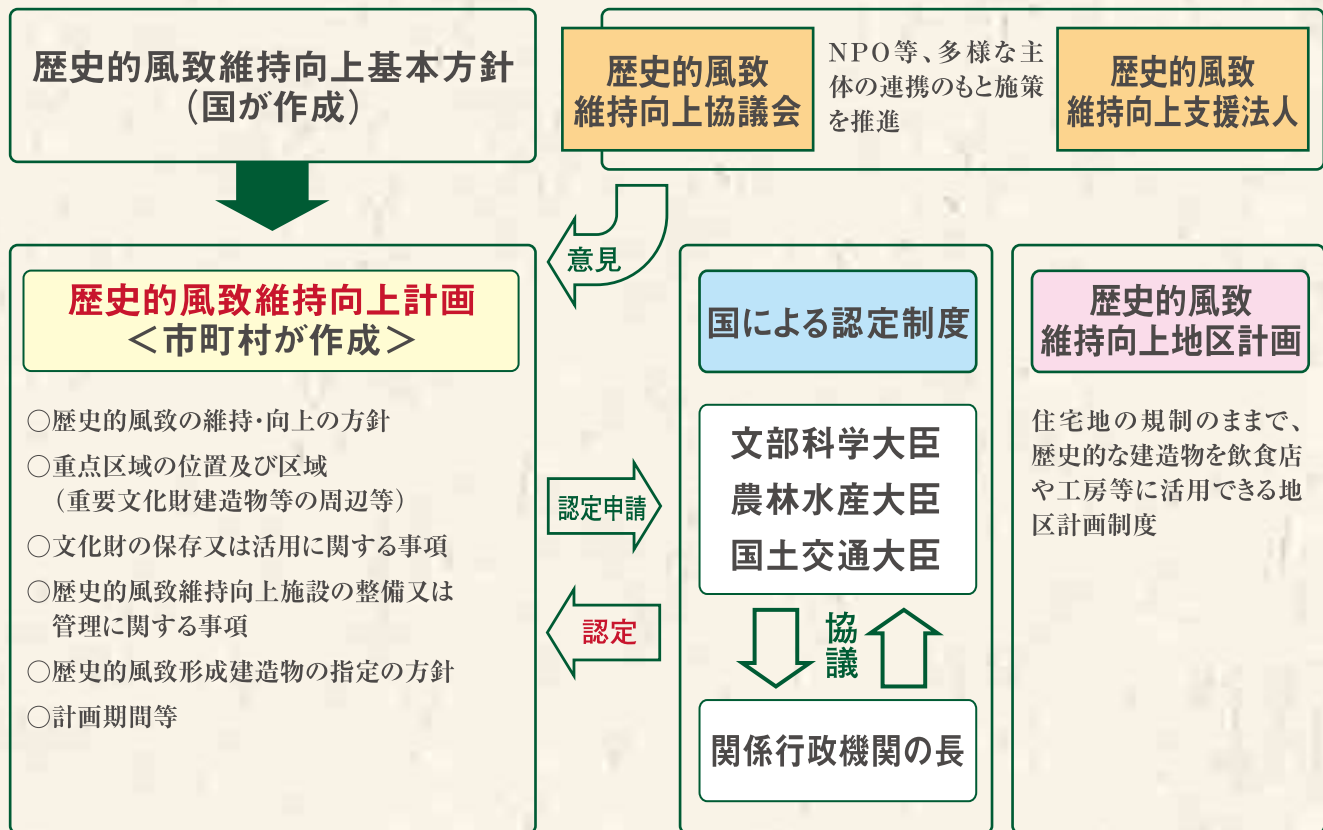 歴史的風致維持向上基本方針
(国が作成)
歴史的風致
維持向上協議会
NPO等、多様な主
体の連携のもと施策
を推進
歴史的風致
維持向上支援法人
意見
歴史的風致維持向上計画
＜市町村が作成＞
○歴史的風致の維持・向上の方針
○重点区域の位置及び区域
（重要文化財建造物等の周辺等）
○文化財の保存又は活用に関する事項
○歴史的風致維持向上施設の整備又は
管理に関する事項
○歴史的風致形成建造物の指定の方針
○計画期間等
認定申請
認定
国による認定制度
文部科学大臣
農林水産大臣
国土交通大臣
協議
関係行政機関の長
歴史的風致
維持向上地区計画
住宅地の規制のままで、
歴史的な建造物を飲食店
や工房等に活用できる地
区計画制度